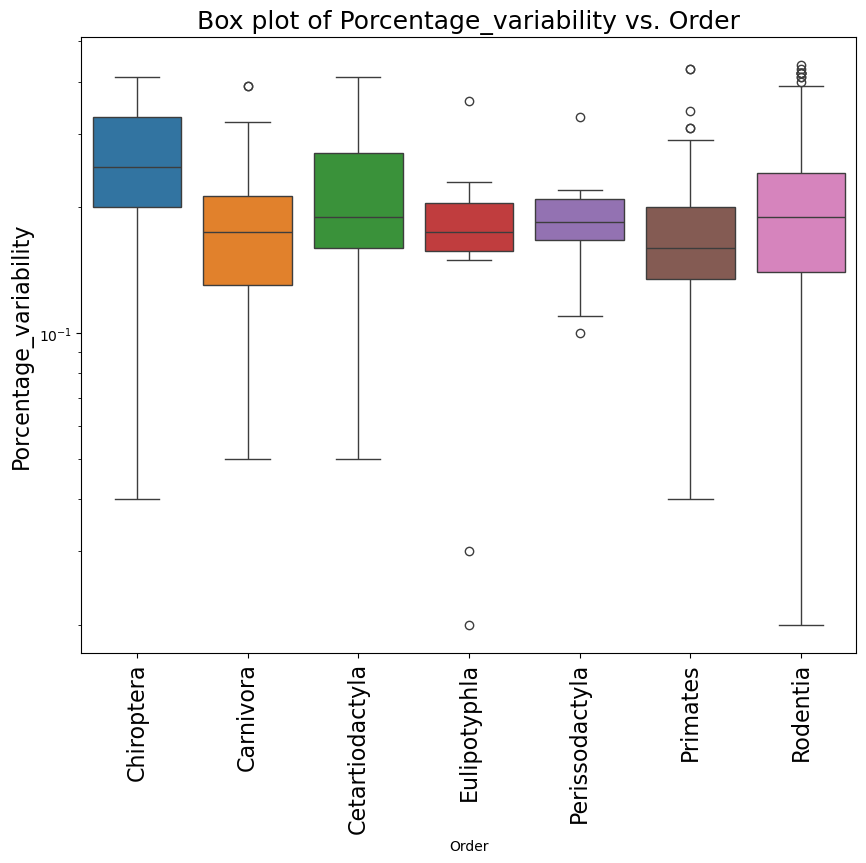 Box plot of Porcentage_variability vs. Order
Porcentage_variability
10⁻¹
Chiroptera
Carnivora
Cetartiodactyla
Eulipotyphla
Perissodactyla
Primates
Rodentia
Order